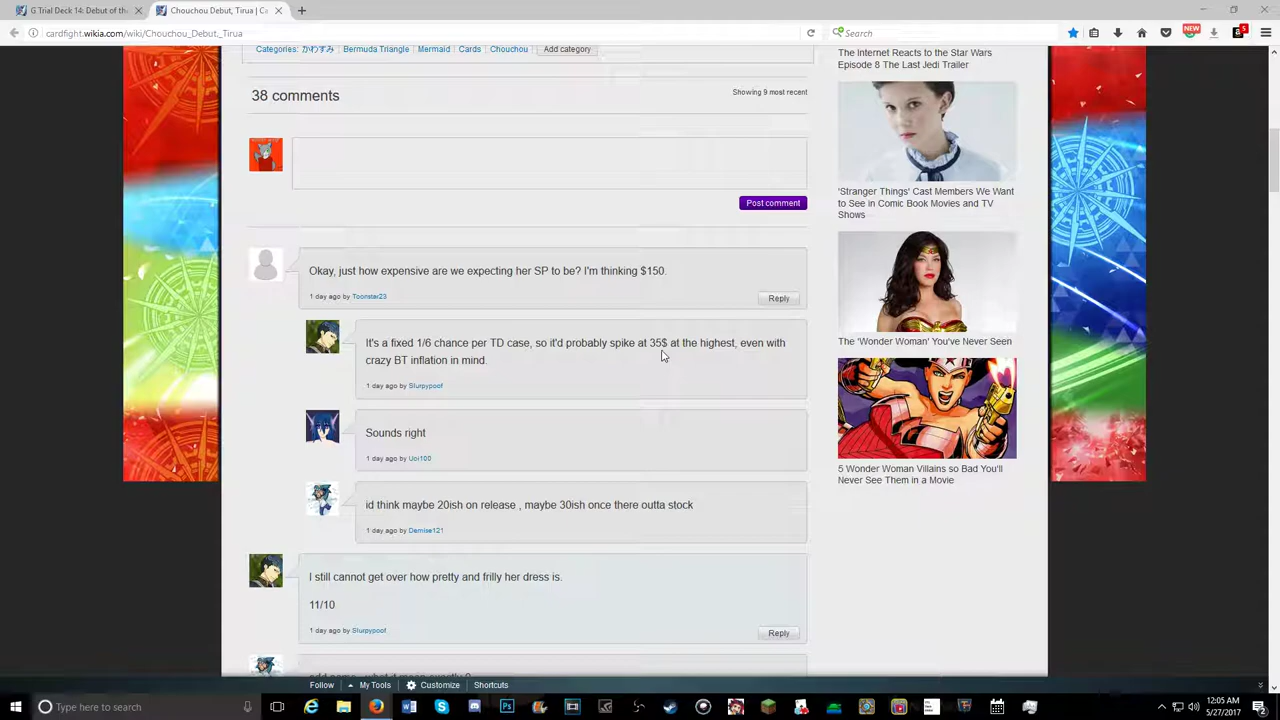 G Trial Deck 14: Debut of the
Chouchou Debut, Tirua | Ca
cardfight.wikia.com/wiki/Chouchou_Debut,_Tirua
Search
NEW
5
Categories: かわすみ Bermuda Triangle Mermaid Cards Chouchou Add category
38 comments
Showing 9 most recent
Post comment
Okay, just how expensive are we expecting her SP to be? I'm thinking $150.
1 day ago by Toonstar23
Reply
It's a fixed 1/6 chance per TD case, so it'd probably spike at 35$ at the highest, even with
crazy BT inflation in mind.
1 day ago by Slurpypoof
Sounds right
1 day ago by Uoi100
id think maybe 20ish on release , maybe 30ish once there outta stock
1 day ago by Demise121
I still cannot get over how pretty and frilly her dress is.
11/10
1 day ago by Slurpypoof
Reply
The Internet Reacts to the Star Wars
Episode 8 The Last Jedi Trailer
'Stranger Things' Cast Members We Want
to See in Comic Book Movies and TV
Shows
The 'Wonder Woman' You've Never Seen
5 Wonder Woman Villains so Bad You'll
Never See Them in a Movie
Follow My Tools Customize Shortcuts
Type here to search
12:05 AM
5/27/2017